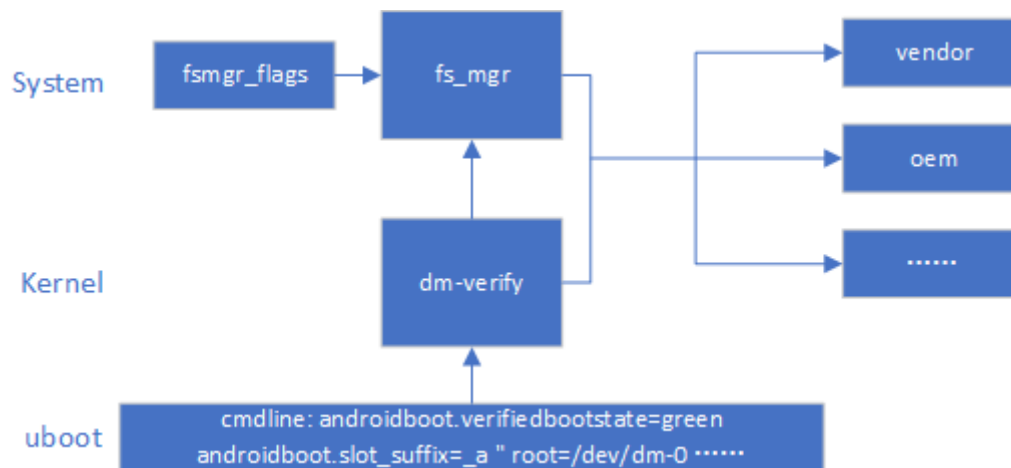 System
fsmgr_flags
fs_mgr
vendor
oem
Kernel
dm-verify
······
uboot
cmdline: androidboot.verifiedbootstate=green
androidboot.slot_suffix=_a " root=/dev/dm-0 ······